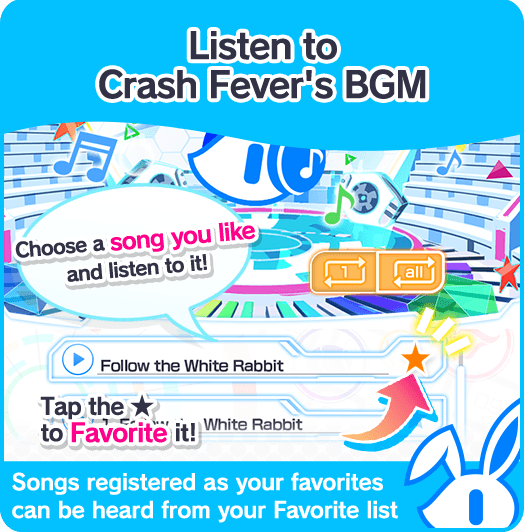 Listen to
Crash Fever's BGM
Choose a song you like
and listen to it!
1 all
Follow the White Rabbit
Tap the ★
to Favorite it!
White Rabbit
Songs registered as your favorites
can be heard from your Favorite list